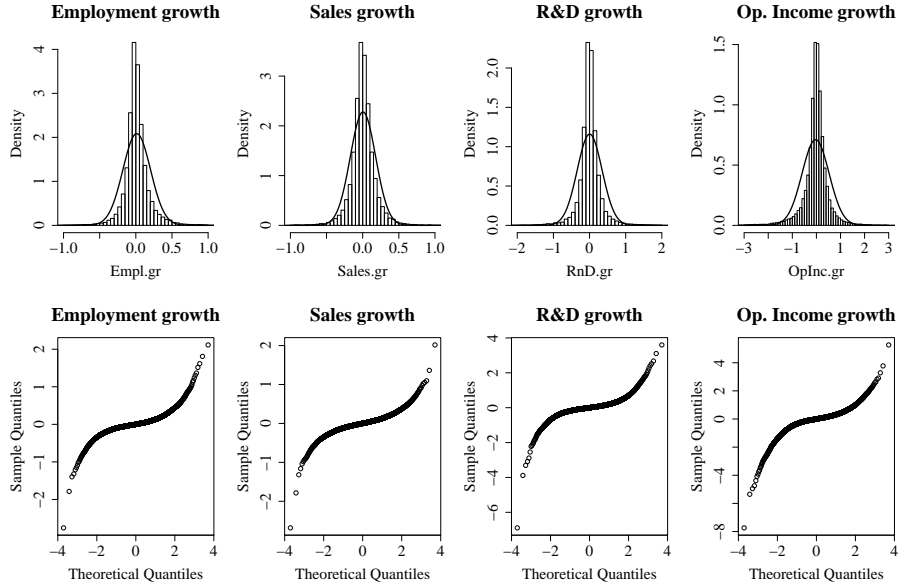 Employment growth
Density
0 1 2 3 4
−1.0 0.0 0.5 1.0
Empl.gr
Sales growth
Density
0 1 2 3
−1.0 0.0 0.5 1.0
Sales.gr
R&D growth
Density
0.0 0.5 1.0 1.5 2.0
−2 −1 0 1 2
RnD.gr
Op. Income growth
Density
0.0 0.5 1.0 1.5
−3 −1 0 1 2 3
OpInc.gr
Employment growth
Sample Quantiles
−2 −1 0 1 2
−4 −2 0 2 4
Theoretical Quantiles
Sales growth
Sample Quantiles
−2 −1 0 1 2
−4 −2 0 2 4
Theoretical Quantiles
R&D growth
Sample Quantiles
−6 −4 −2 0 2 4
−4 −2 0 2 4
Theoretical Quantiles
Op. Income growth
Sample Quantiles
−8 −4 −2 0 2 4
−4 −2 0 2 4
Theoretical Quantiles